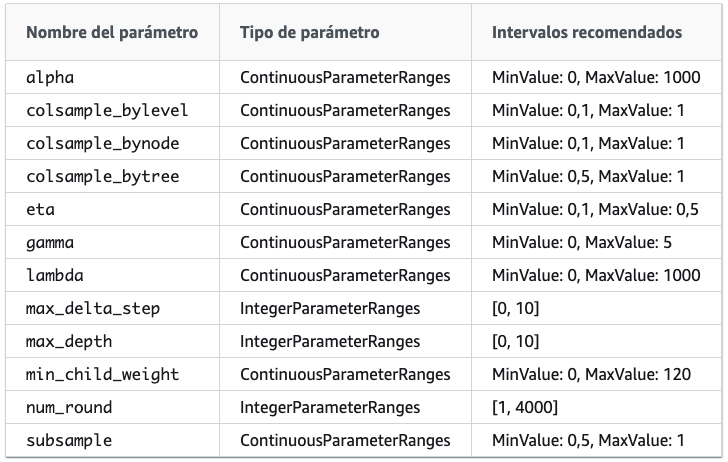 Nombre del parámetro Tipo de parámetro Intervalos recomendados
alpha ContinuousParameterRanges MinValue: 0, MaxValue: 1000
colsample_bylevel ContinuousParameterRanges MinValue: 0,1, MaxValue: 1
colsample_bynode ContinuousParameterRanges MinValue: 0,1, MaxValue: 1
colsample_bytree ContinuousParameterRanges MinValue: 0,5, MaxValue: 1
eta ContinuousParameterRanges MinValue: 0,1, MaxValue: 0,5
gamma ContinuousParameterRanges MinValue: 0, MaxValue: 5
lambda ContinuousParameterRanges MinValue: 0, MaxValue: 1000
max_delta_step IntegerParameterRanges [0, 10]
max_depth IntegerParameterRanges [0, 10]
min_child_weight ContinuousParameterRanges MinValue: 0, MaxValue: 120
num_round IntegerParameterRanges [1, 4000]
subsample ContinuousParameterRanges MinValue: 0,5, MaxValue: 1